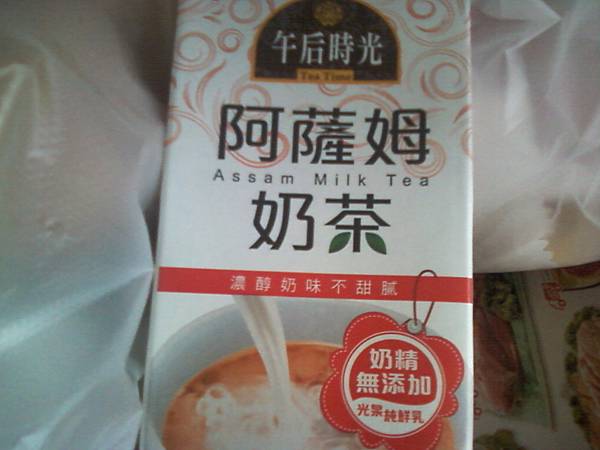 午后時光
Tea Time
阿薩姆
Assam Milk Tea
奶茶
濃醇奶味不甜膩
奶精
無添加
光泉純鮮乳